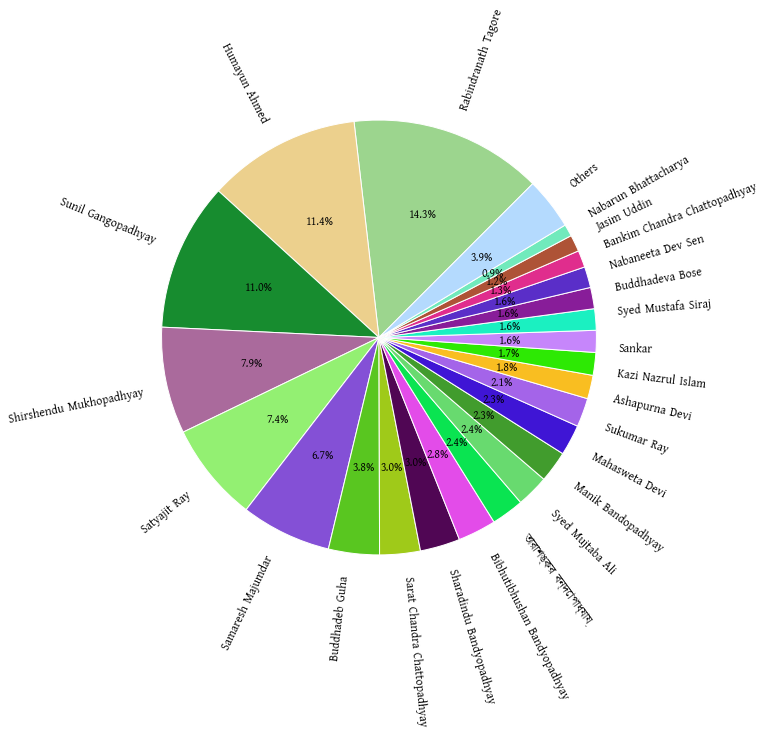 Rabindranath Tagore
14.3%
Humayun Ahmed
11.4%
Sunil Gangopadhyay
11.0%
Shirshendu Mukhopadhyay
7.9%
Satyajit Ray
7.4%
Samaresh Majumdar
6.7%
Buddhadeb Guha
3.8%
Sarat Chandra Chattopadhyay
3.0%
Sharadindu Bandyopadhyay
3.0%
Bibhutibhushan Bandyopadhyay
2.8%
2.4%
Syed Mujtaba Ali
2.4%
Manik Bandopadhyay
2.3%
Mahasweta Devi
2.3%
Sukumar Ray
2.1%
Ashapurna Devi
1.8%
Kazi Nazrul Islam
1.7%
Sankar
1.6%
Syed Mustafa Siraj
1.6%
Buddhadeva Bose
1.6%
Nabaneeta Dev Sen
1.6%
Bankim Chandra Chattopadhyay
1.3%
Jasim Uddin
1.2%
Nabarun Bhattacharya
0.9%
Others
3.9%